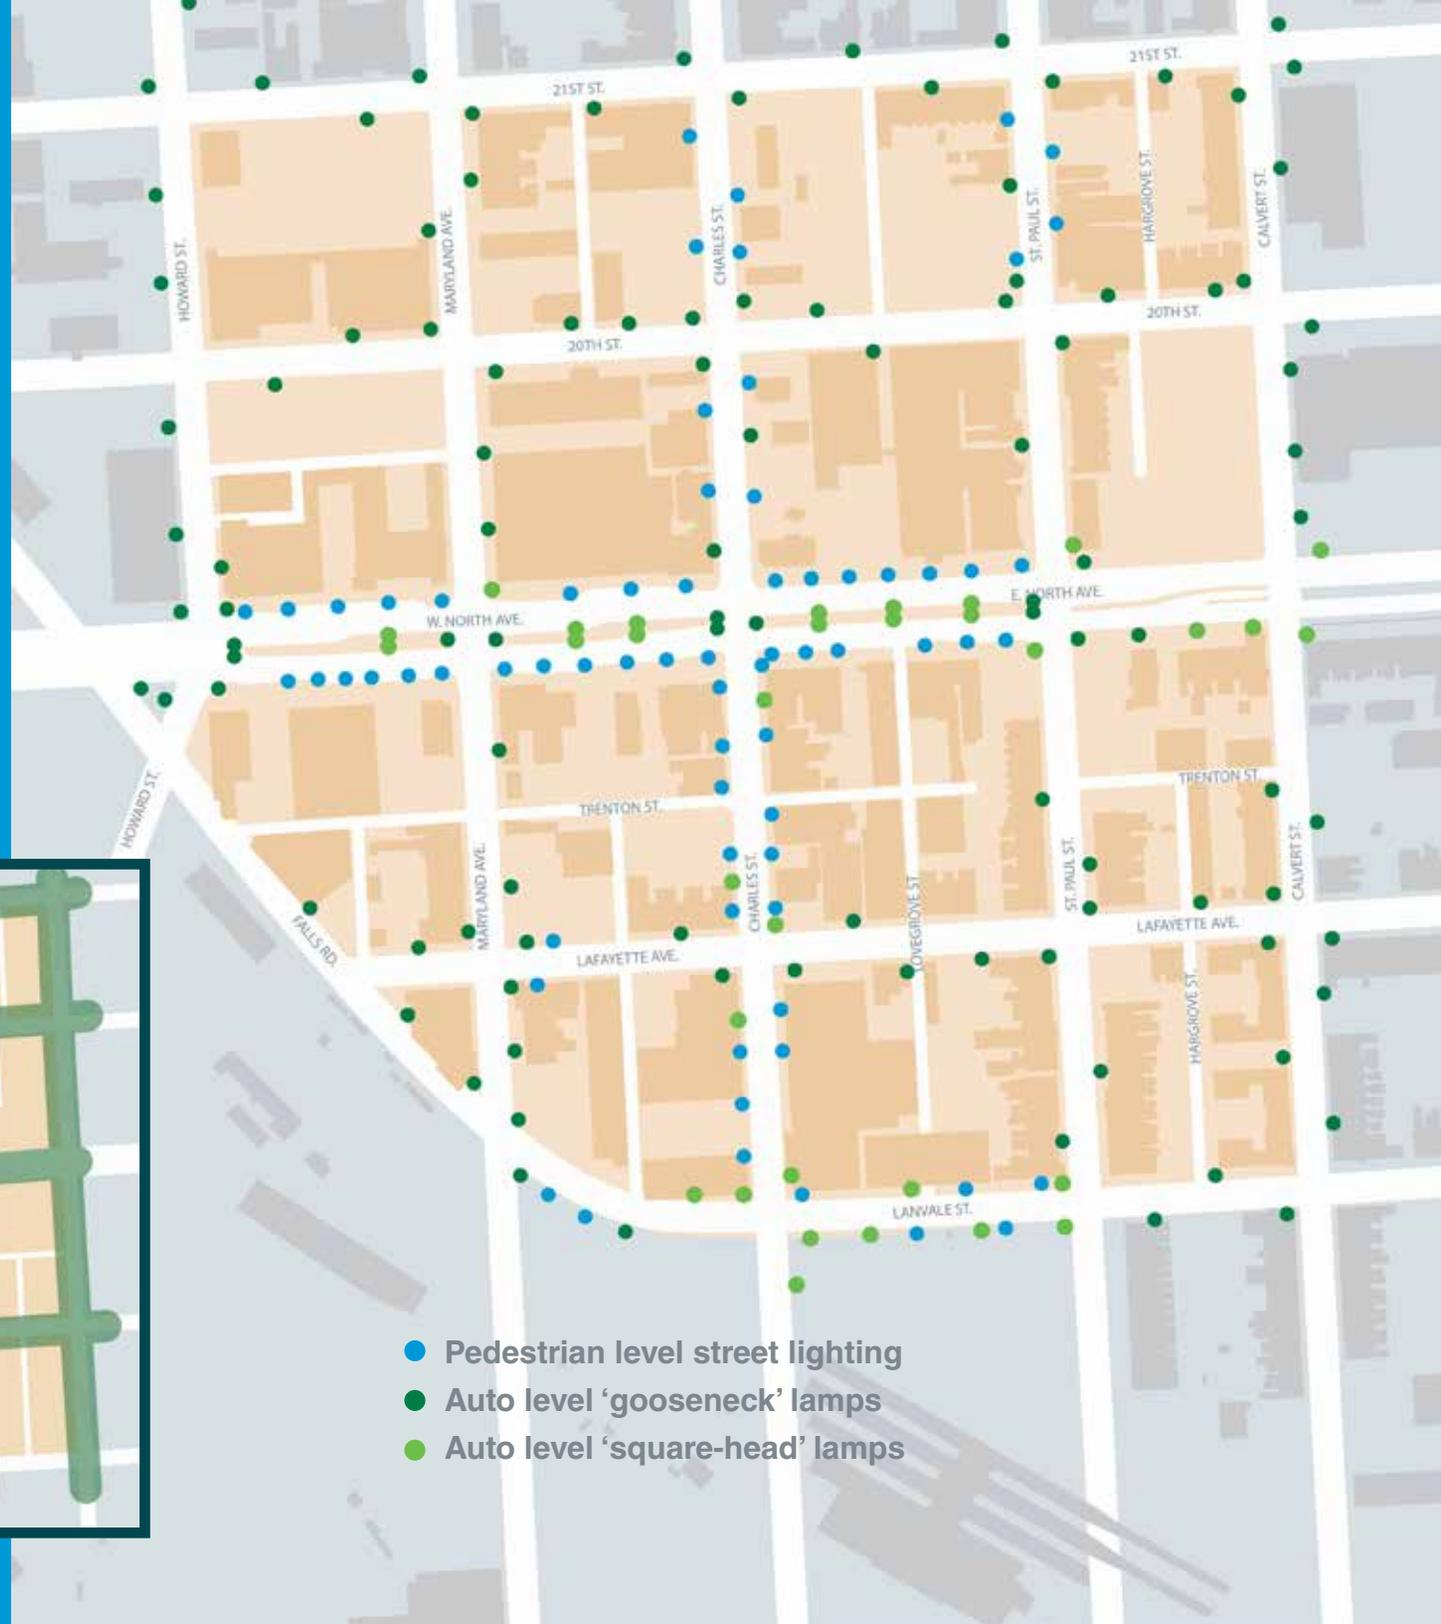 21ST ST.
21ST ST.
HOWARD ST.
MARYLAND AVE.
CHARLES ST.
ST. PAUL ST.
HARGROVE ST.
CALVERT ST.
20TH ST.
20TH ST.
W. NORTH AVE.
E. NORTH AVE.
HOWARD ST.
TRENTON ST.
TRENTON ST.
MARYLAND AVE.
CHARLES ST.
LOVEGROVE ST.
ST. PAUL ST.
CALVERT ST.
FALLS RD.
LAFAYETTE AVE.
LAFAYETTE AVE.
HARGROVE ST.
LANVALE ST.
Pedestrian level street lighting
Auto level ‘gooseneck’ lamps
Auto level ‘square-head’ lamps